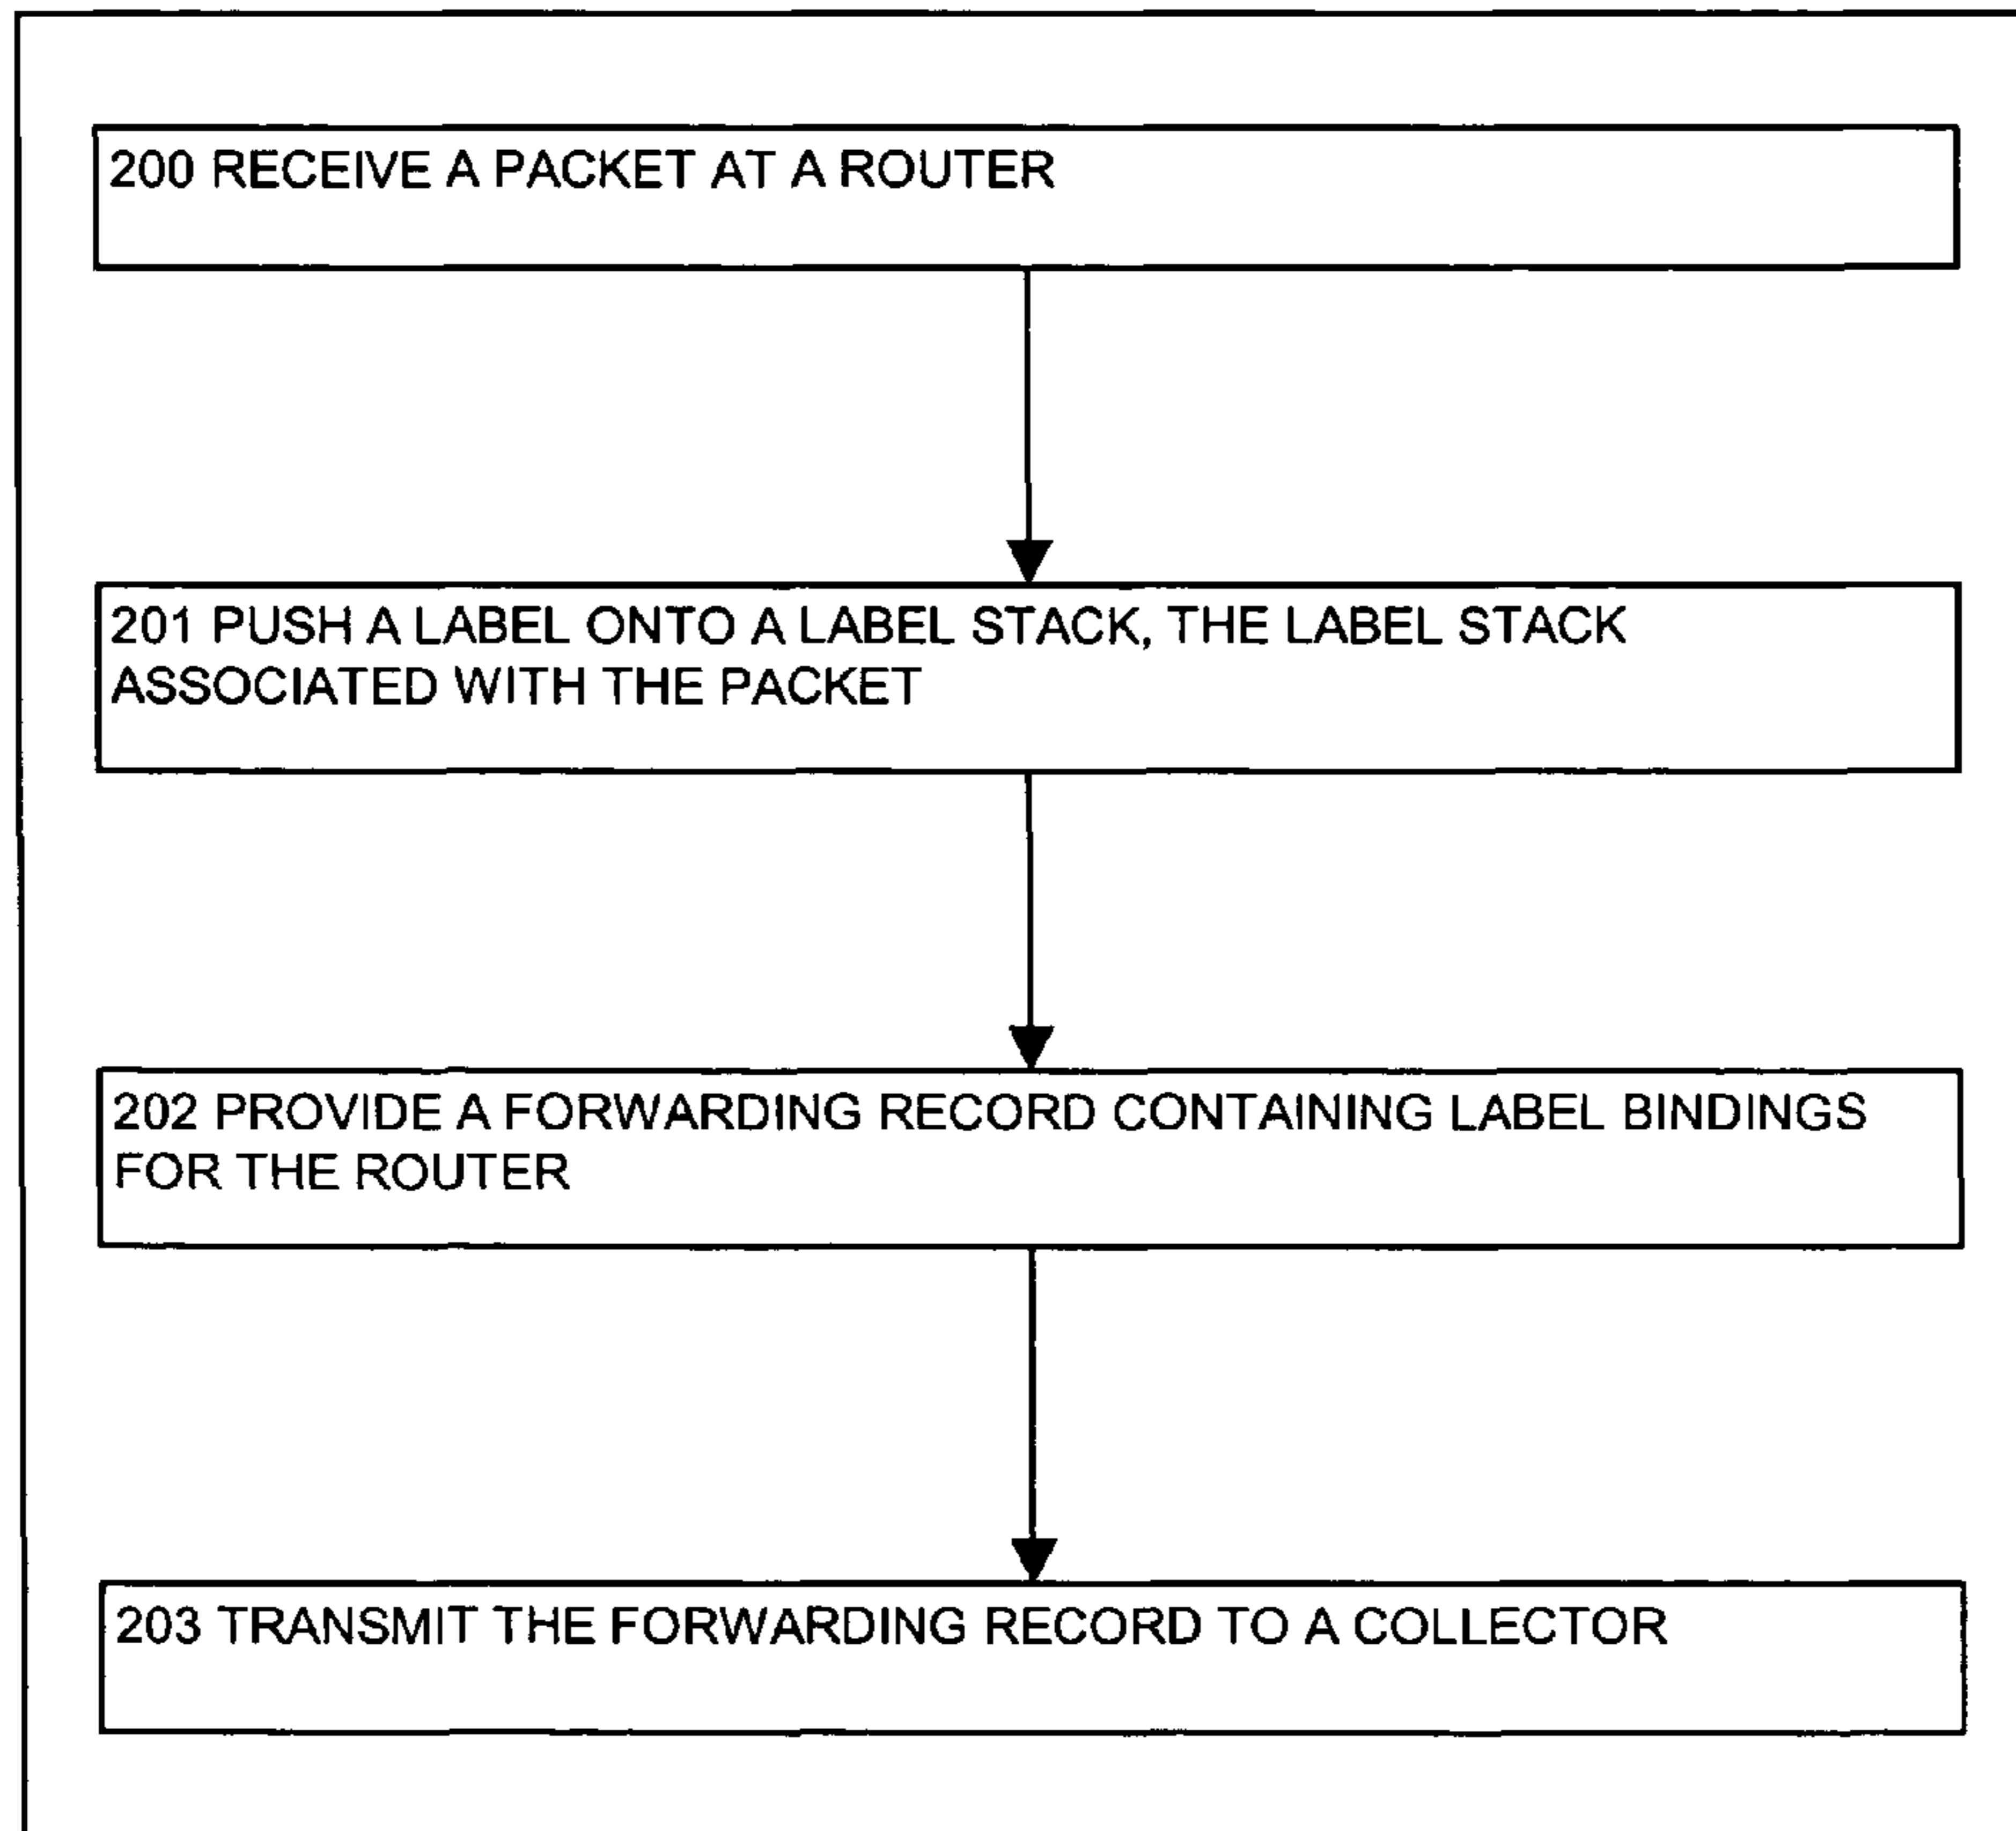 200 RECEIVE A PACKET AT A ROUTER
201 PUSH A LABEL ONTO A LABEL STACK, THE LABEL STACK
ASSOCIATED WITH THE PACKET
202 PROVIDE A FORWARDING RECORD CONTAINING LABEL BINDINGS
FOR THE ROUTER
203 TRANSMIT THE FORWARDING RECORD TO A COLLECTOR